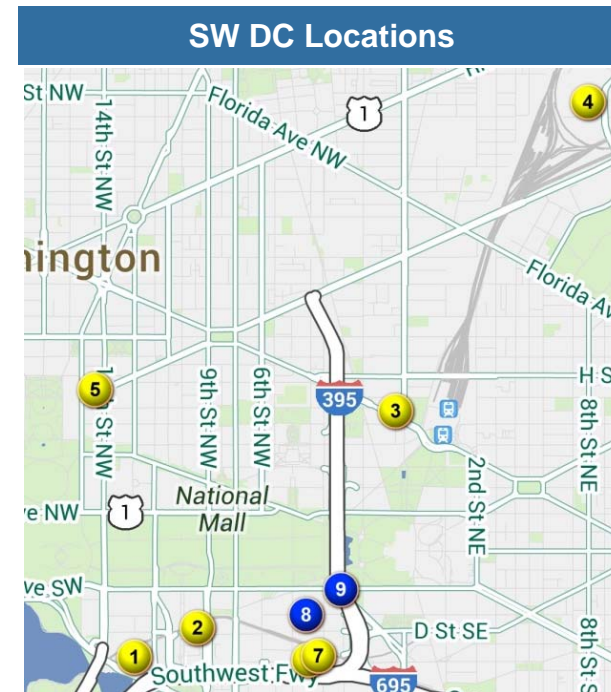 SW DC Locations
St NW
14th St NW
Florida Ave NW
1
4
nington
Florida Av
5
9th St NW
6th St NW
395
3
H S
8th St NE
2nd St NE
1
National
Mall
e NW
ve SW
9
8
2
D St SE
1
7
Southwest Fwy
695
8th St S